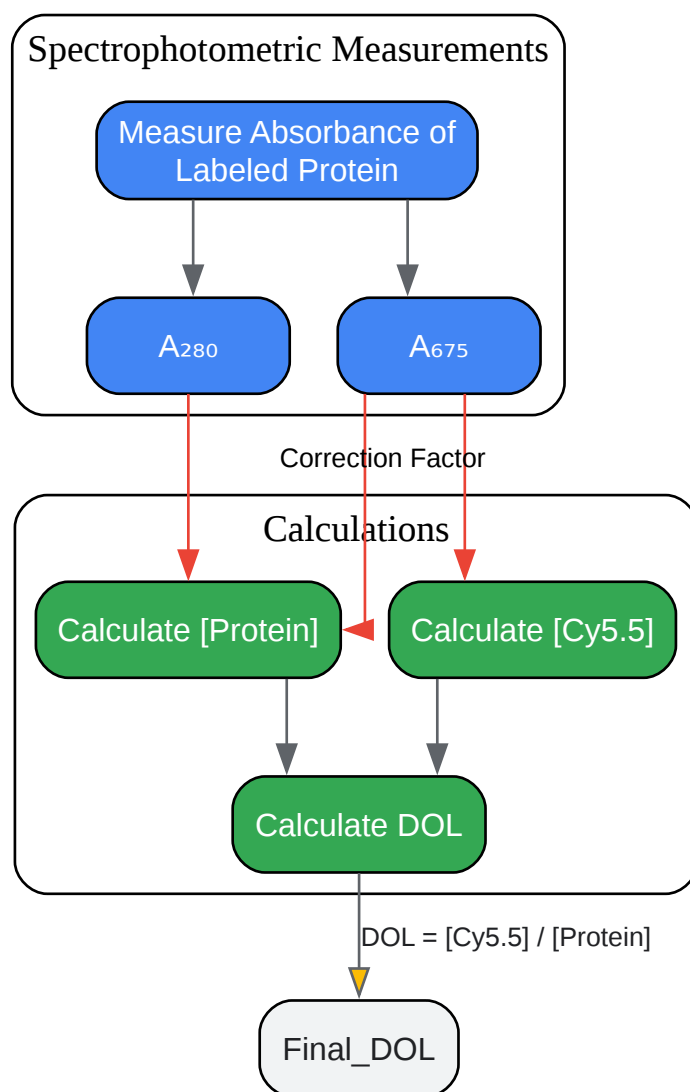 Spectrophotometric Measurements
Measure Absorbance of
Labeled Protein
A₂₈₀
A₆₇₅
Correction Factor
Calculations
Calculate [Protein]
Calculate [Cy5.5]
Calculate DOL
DOL = [Cy5.5] / [Protein]
Final_DOL